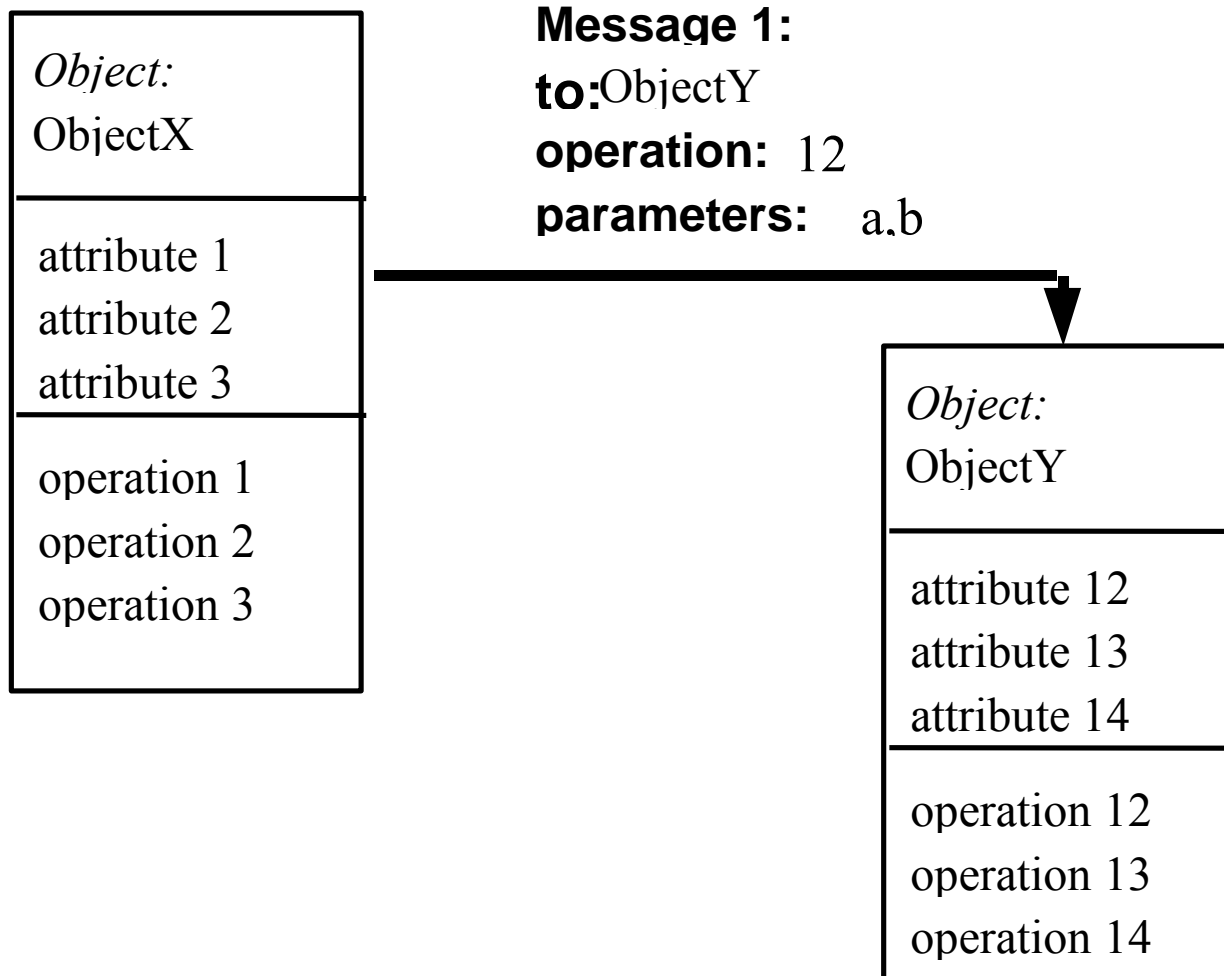 Object:
ObjectX
attribute 1
attribute 2
attribute 3
operation 1
operation 2
operation 3
Message 1:
to:ObjectY
operation: 12
parameters: a,b
Object:
ObjectY
attribute 12
attribute 13
attribute 14
operation 12
operation 13
operation 14